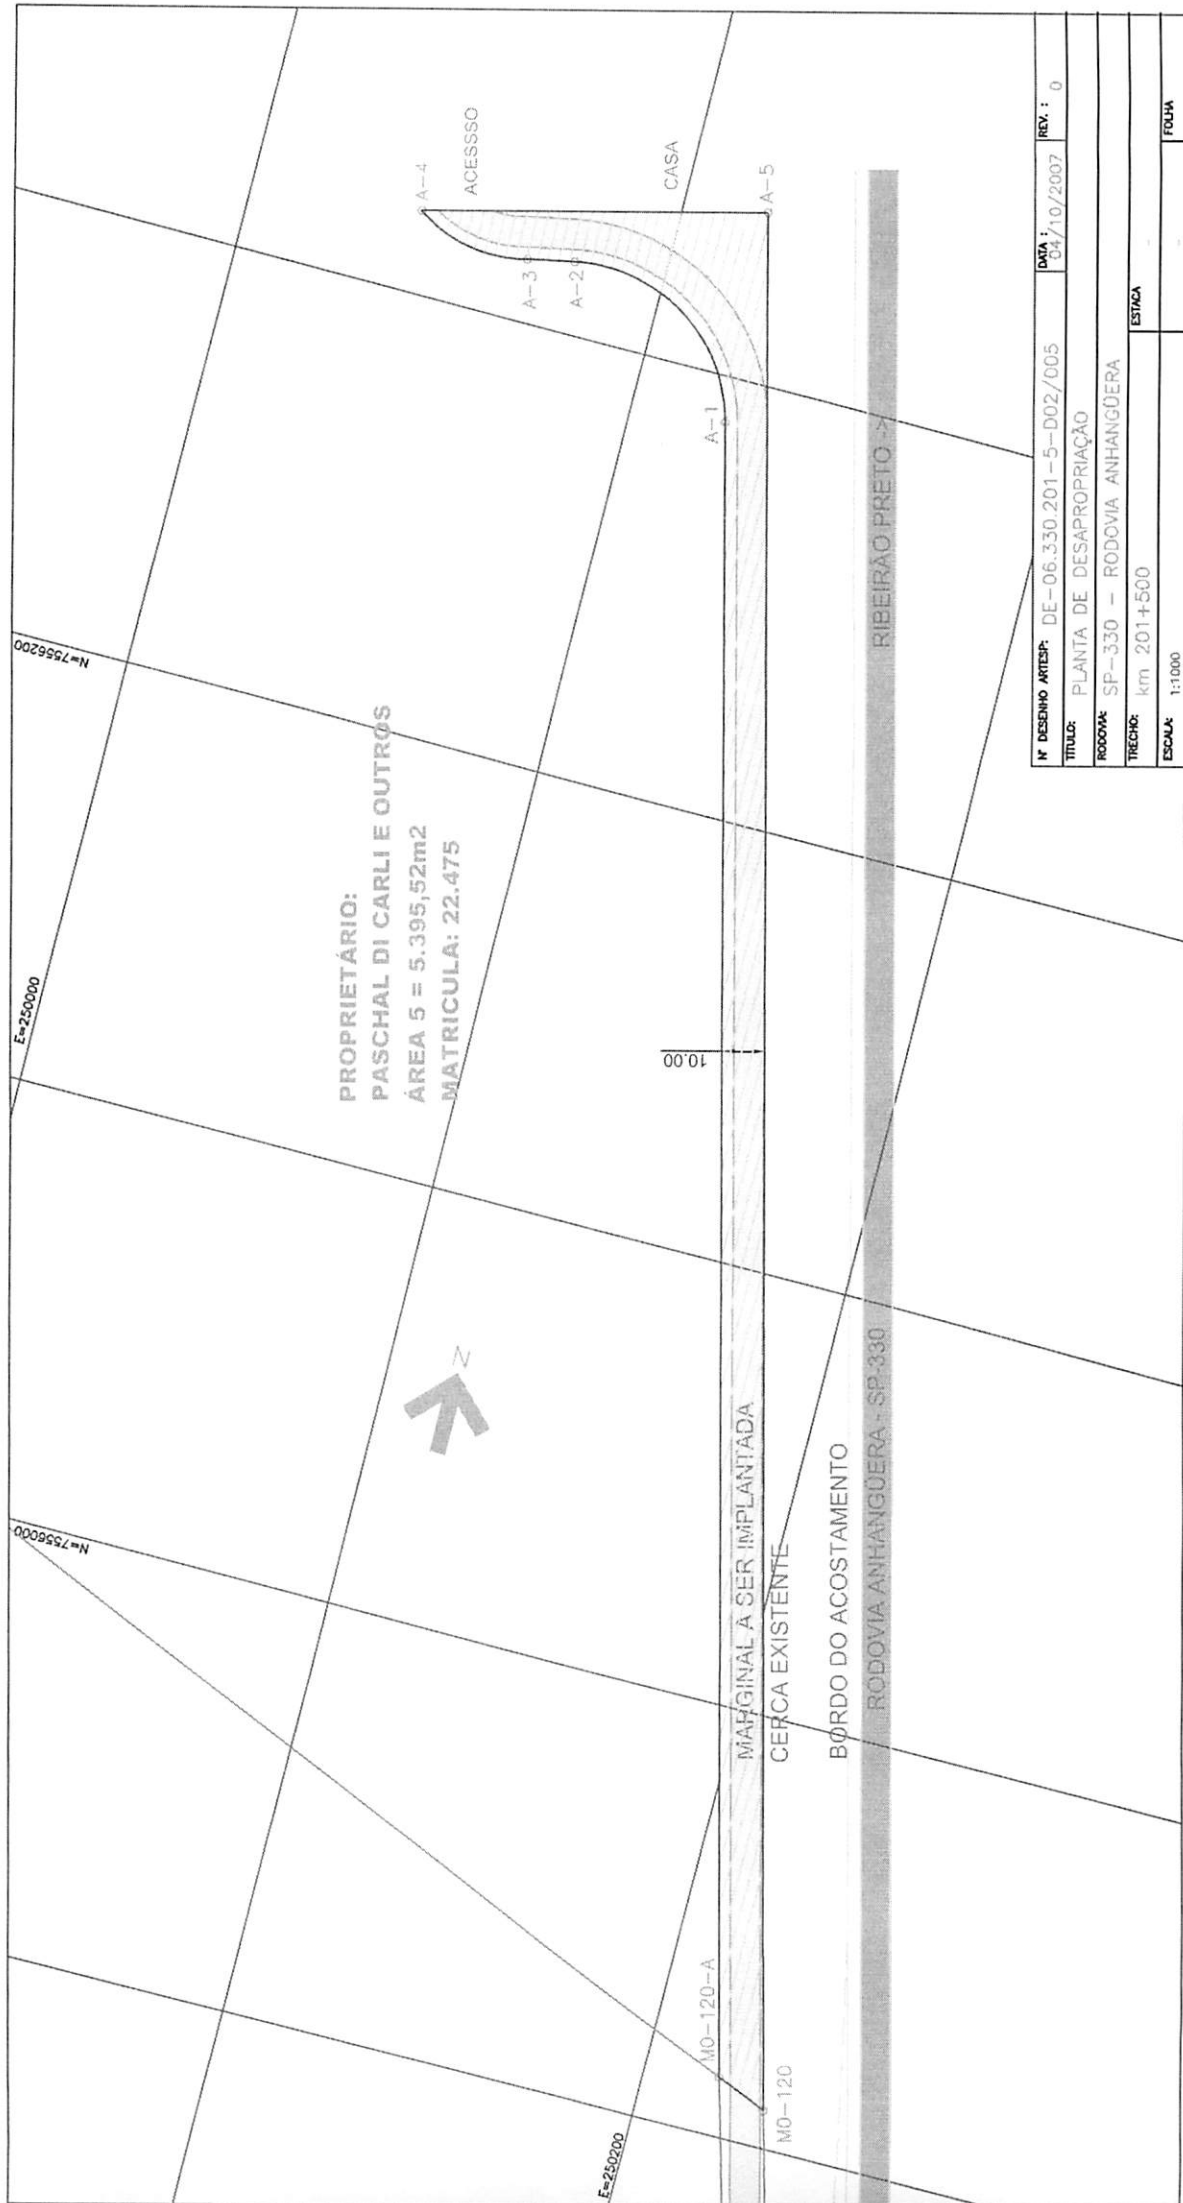 E=250000
N=7556200
N=7556000
E=250200
PROPRIETÁRIO:
PASCHAL DI CARLI E OUTROS
ÁREA 5 = 5.395,52m2
MATRICULA: 22.475
A-4
ACESSSO
CASA
A-5
A-3
A-2
A-1
10.00
N
MO-120-A
MO-120
MARGINAL A SER IMPLANTADA
CERCA EXISTENTE
BORDO DO ACOSTAMENTO
RODOVIA ANHANGÜERA - SP-330
RIBEIRÃO PRETO ->
Nº DESENHO ARTESP: DE-06.330.201-5-D02/005
DATA : 04/10/2007
REV. : 0
TÍTULO: PLANTA DE DESAPROPRIAÇÃO
RODOVIA: SP-330 - RODOVIA ANHANGÜERA
TRECHO: km 201+500
ESTACA
ESCALA: 1:1000
FOLHA